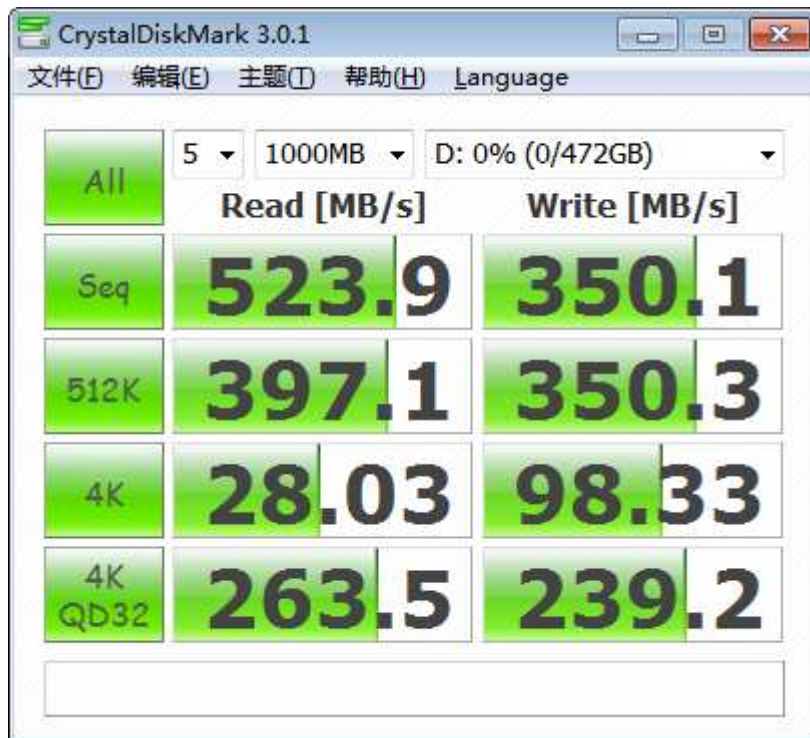 CrystalDiskMark 3.0.1
文件(F) 编辑(E) 主题(T) 帮助(H) Language
All 5 1000MB D: 0% (0/472GB)
Read [MB/s] Write [MB/s]
Seq 523.9 350.1
512K 397.1 350.3
4K 28.03 98.33
4K
QD32 263.5 239.2